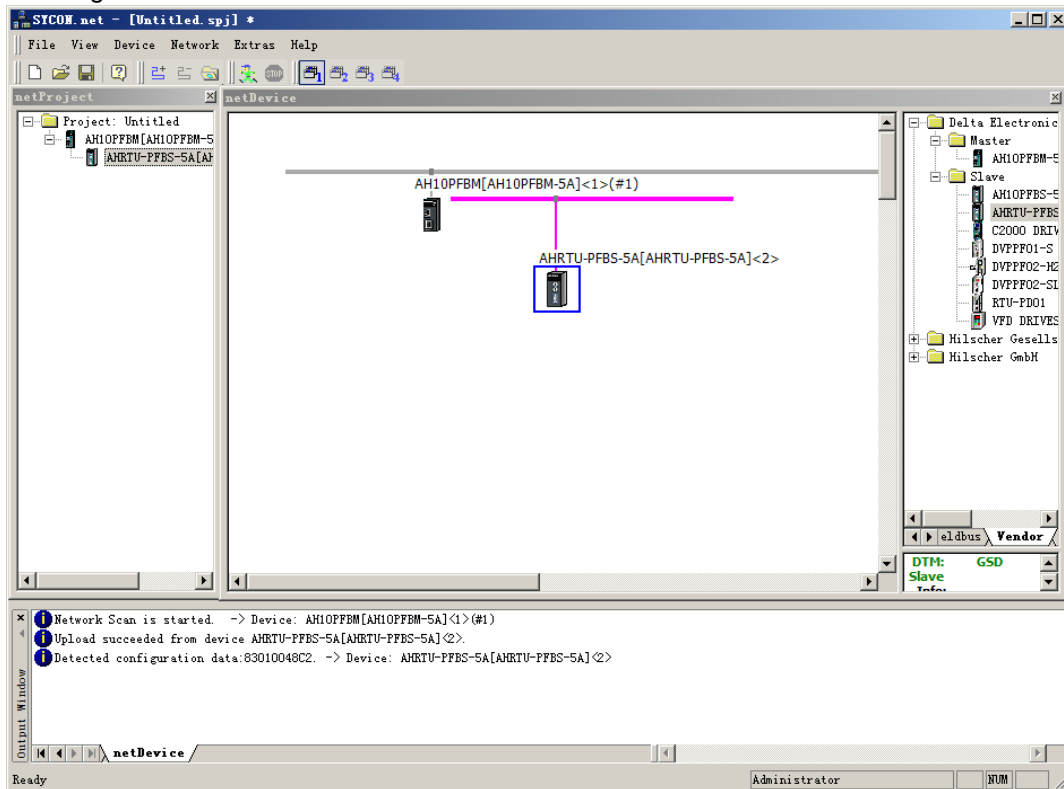 SYCON.net - [Untitled.spj] *
File View Device Network Extras Help
netProject
netDevice
Project: Untitled
AH10PFBM[AH10PFBM-5
AHRTU-PFBS-5A[AH
AH10PFBM[AH10PFBM-5A]<1>(#1)
AHRTU-PFBS-5A[AHRTU-PFBS-5A]<2>
Delta Electronic
Master
AH10PFBM-5
Slave
AH10PFBS-5
AHRTU-PFBS
C2000 DRIV
DVPPF01-S
DVPPF02-H2
DVPPF02-SL
RTU-PD01
VFD DRIVES
Hilscher Gesells
Hilscher GmbH
eldbus Vendor
DTM: GSD
Slave
Info:
Network Scan is started. -> Device: AH10PFBM[AH10PFBM-5A]<1>(#1)
Upload succeeded from device AHRTU-PFBS-5A[AHRTU-PFBS-5A]<2>.
Detected configuration data:83010048C2. -> Device: AHRTU-PFBS-5A[AHRTU-PFBS-5A]<2>
Output Window
netDevice
Ready Administrator NUM